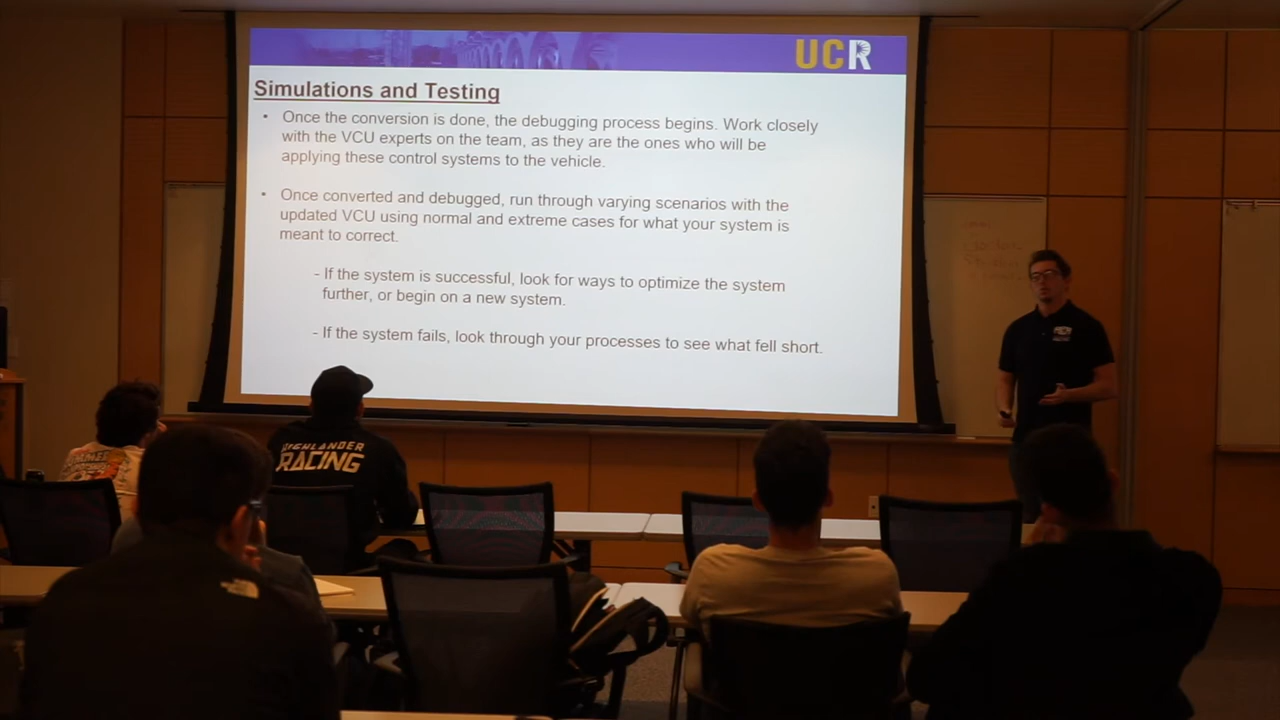 UCR
Simulations and Testing
• Once the conversion is done, the debugging process begins. Work closely
with the VCU experts on the team, as they are the ones who will be
applying these control systems to the vehicle.
• Once converted and debugged, run through varying scenarios with the
updated VCU using normal and extreme cases for what your system is
meant to correct.
- If the system is successful, look for ways to optimize the system
further, or begin on a new system.
- If the system fails, look through your processes to see what fell short.
HIGHLANDER
RACING
THE
NORTH
FACE